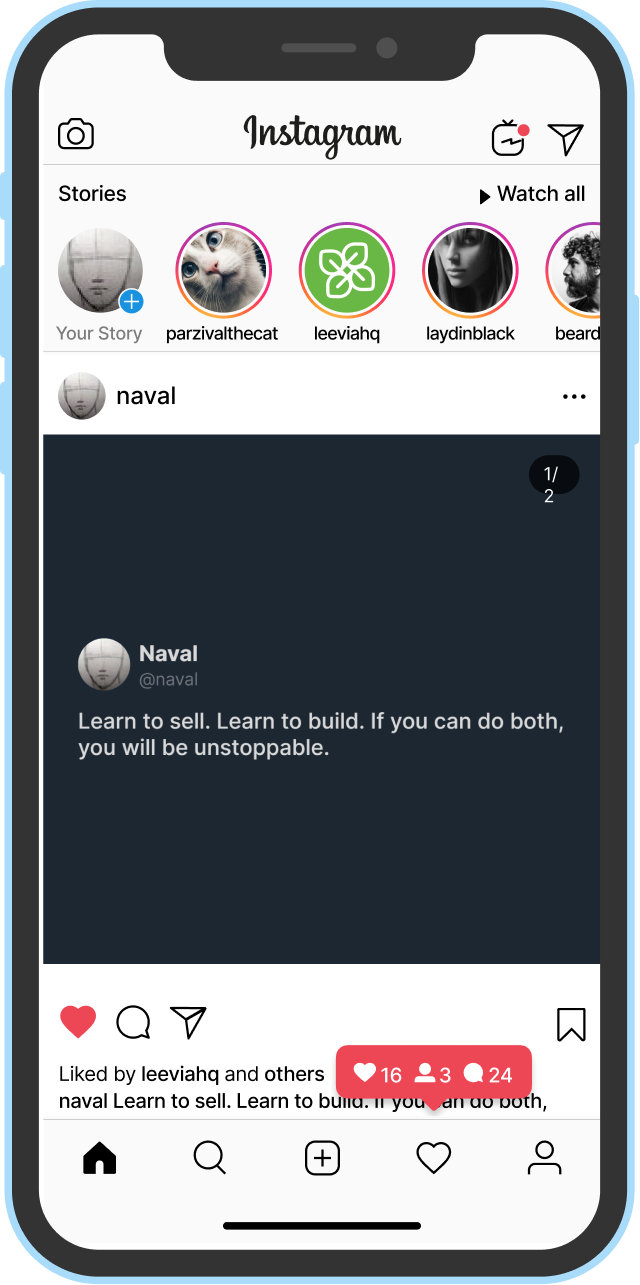 Instagram
Stories
Watch all
Your Story
parzivalthecat
leeviahq
laydinblack
beard
naval
1/
2
Naval
@naval
Learn to sell. Learn to build. If you can do both,
you will be unstoppable.
Liked by leeviahq and others
16 3 24
naval Learn to sell. Learn to build. If you can do both,